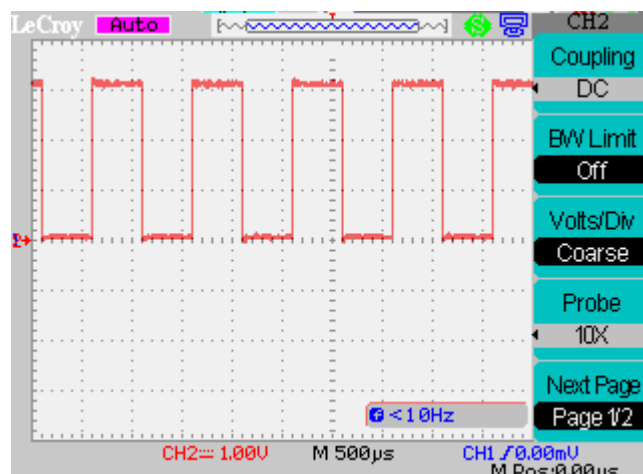 LeCroy Auto CH2
Coupling
DC
BW Limit
Off
Volts/Div
Coarse
Probe
10X
Next Page
Page 1/2
f <10Hz
CH2 1.00V M 500µs CH1 0.00mV
M Pos:0.00µs